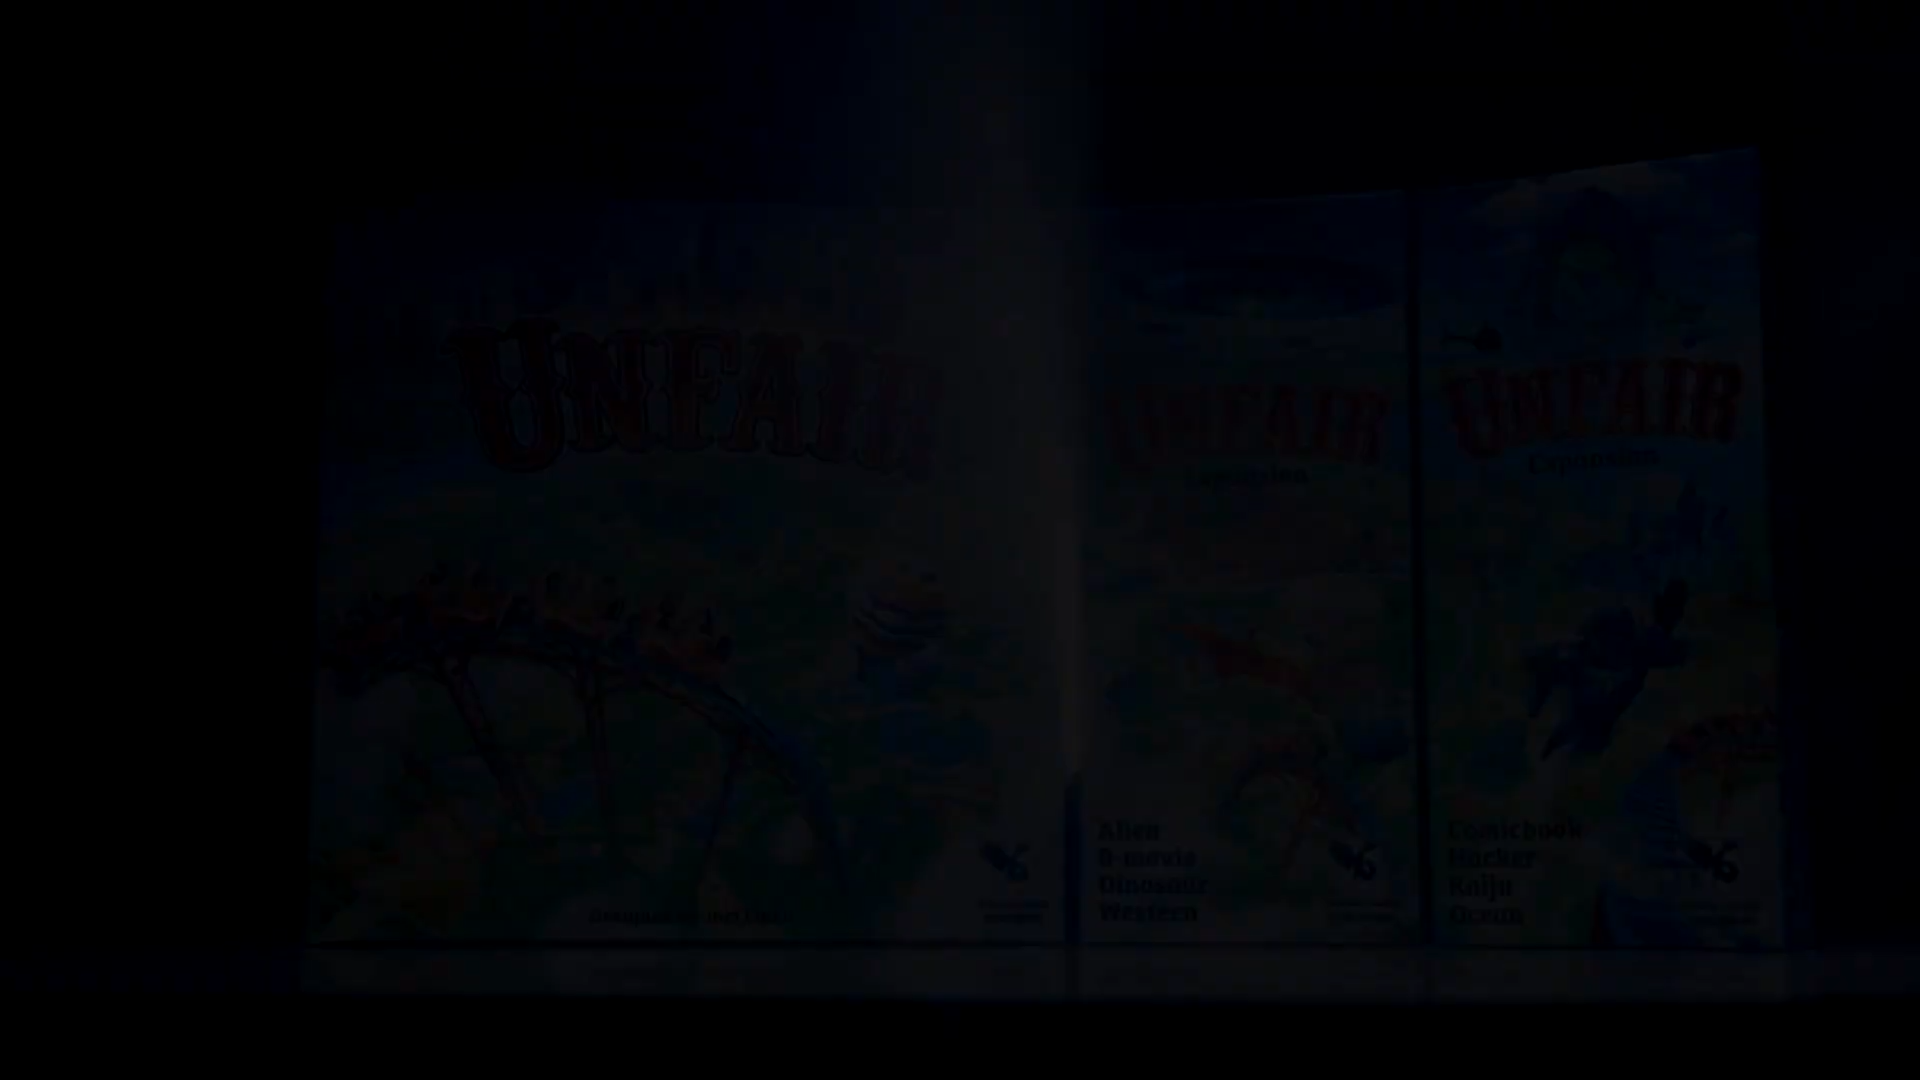 UNFAIR
UNFAIR
Expansion
Alien
B-movie
Dinosaur
Western
UNFAIR
Expansion
Comicbook
Hacker
Kaiju
Ocean